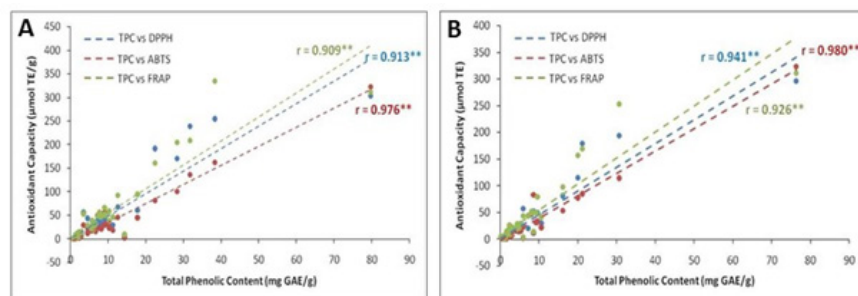 A
TPC vs DPPH
TPC vs ABTS
TPC vs FRAP
r = 0.909**
r = 0.913**
r = 0.976**
Antioxidant Capacity (µmol TE/g)
450
400
350
300
250
200
150
100
50
0
-50
0 10 20 30 40 50 60 70 80 90
Total Phenolic Content (mg GAE/g)
B
TPC vs DPPH
TPC vs ABTS
TPC vs FRAP
r = 0.941**
r = 0.980**
r = 0.926**
Antioxidant Capacity (µmol TE)
400
350
300
250
200
150
100
50
0
-50
0 10 20 30 40 50 60 70 80 90
Total Phenolic Content (mg GAE/g)